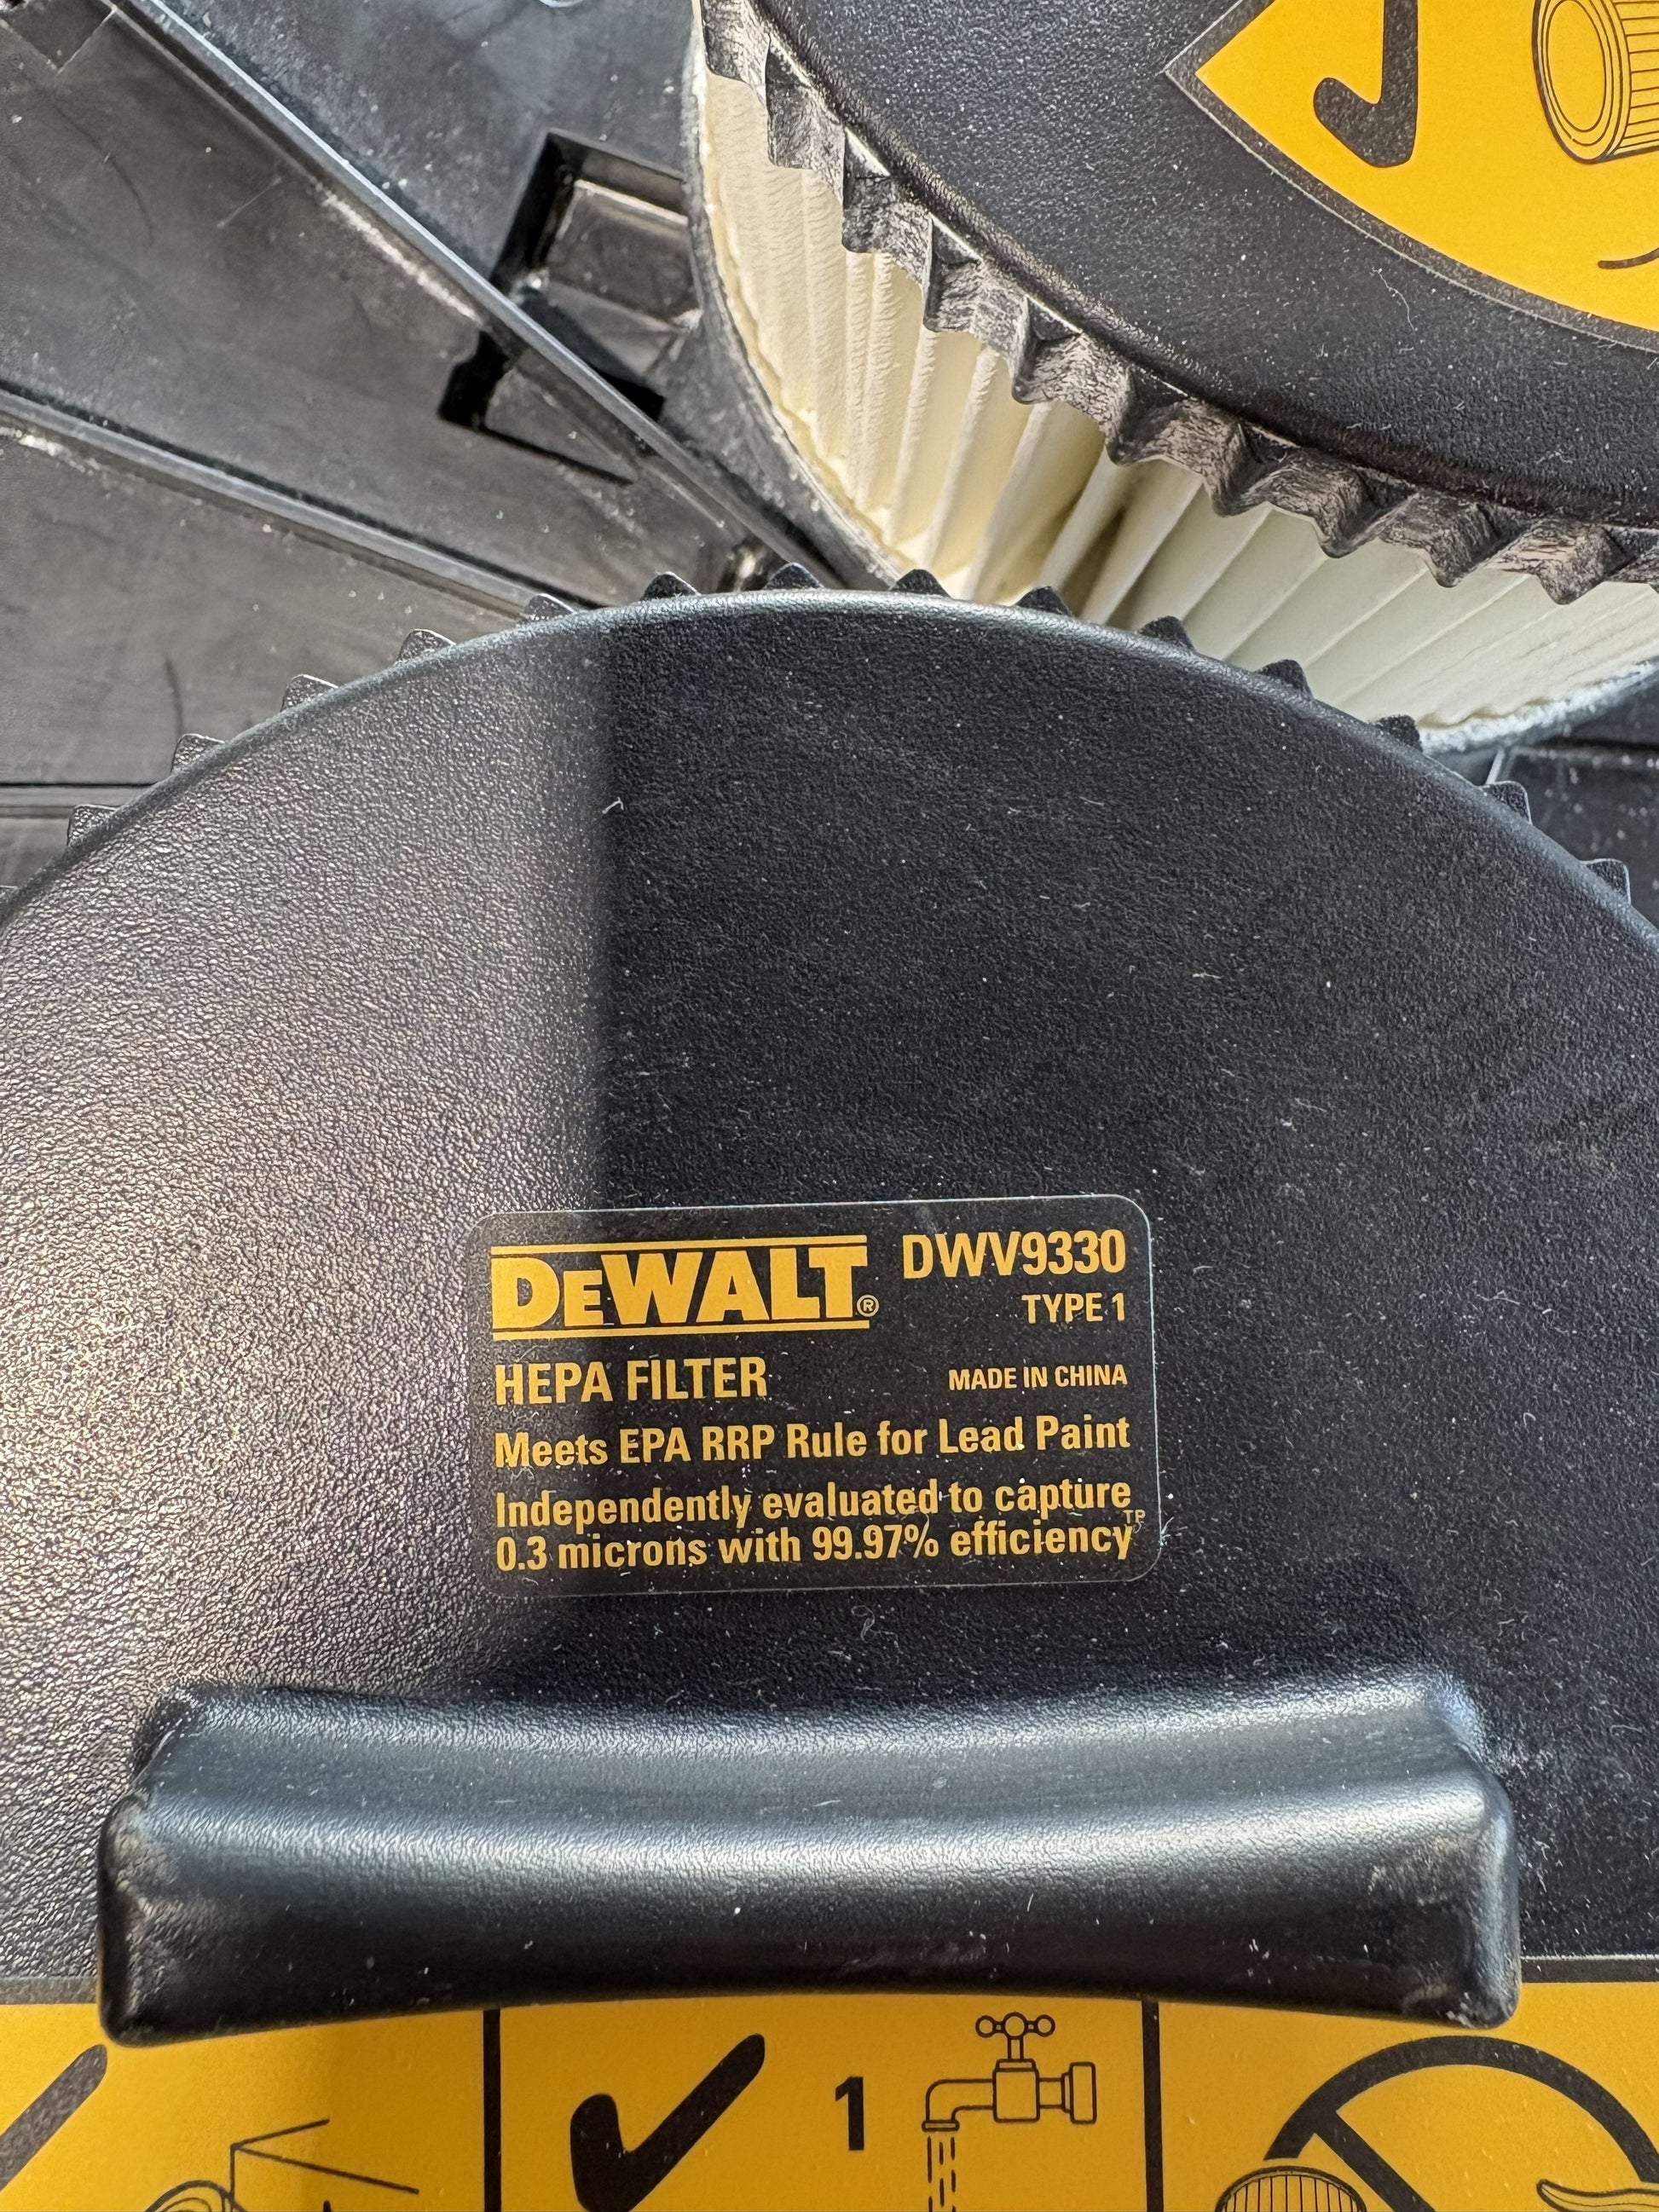 DEWALT® DWV9330
TYPE 1
HEPA FILTER MADE IN CHINA
Meets EPA RRP Rule for Lead Paint
Independently evaluated to capture
0.3 microns with 99.97% efficiency
TP
1